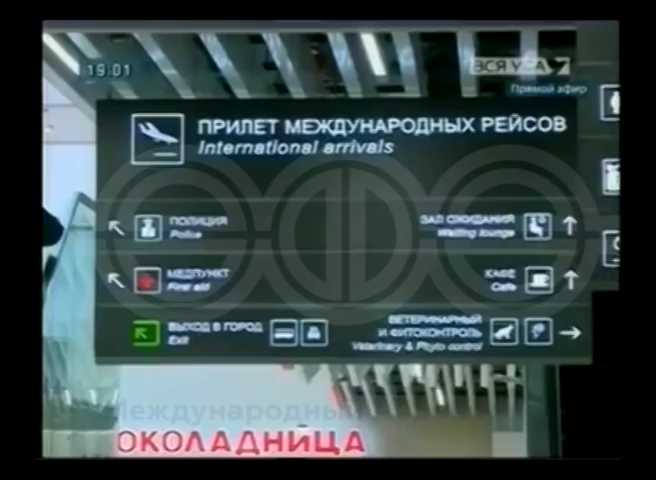 19:01
ВСЯ УФА
Прямой эфир
ПРИЛЕТ МЕЖДУНАРОДНЫХ РЕЙСОВ
International arrivals
ПОЛИЦИЯ
Police
ЗАЛ ОЖИДАНИЯ
Waiting lounge
МЕДПУНКТ
First aid
КАФЕ
Cafe
ВЫХОД В ГОРОД
Exit
ВЕТЕРИНАРНЫЙ
И ФИТОКОНТРОЛЬ
Veterinary & Phyto control
Международны
ОКОЛАДНИЦА